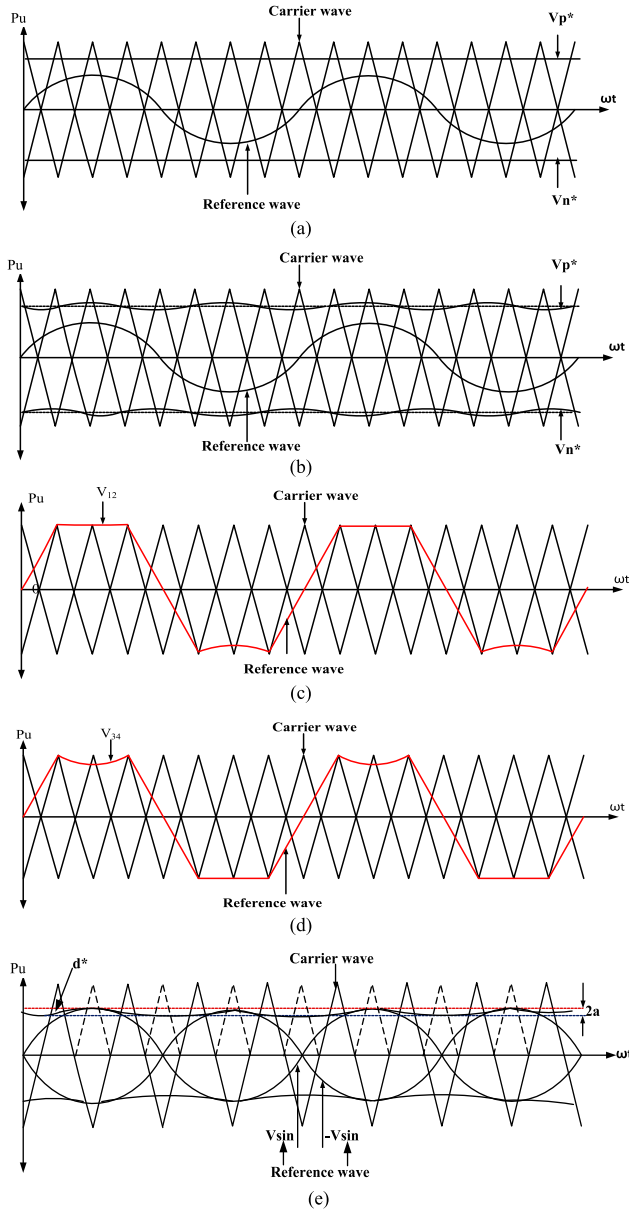 Pu
Carrier wave
Vp*
ωt
Reference wave
Vn*
(a)
Pu
Carrier wave
Vp*
ωt
Reference wave
Vn*
(b)
Pu
V12
Carrier wave
0
ωt
Reference wave
(c)
Pu
V34
Carrier wave
ωt
Reference wave
(d)
Pu
d*
Carrier wave
2a
ωt
Vsin
-Vsin
Reference wave
(e)